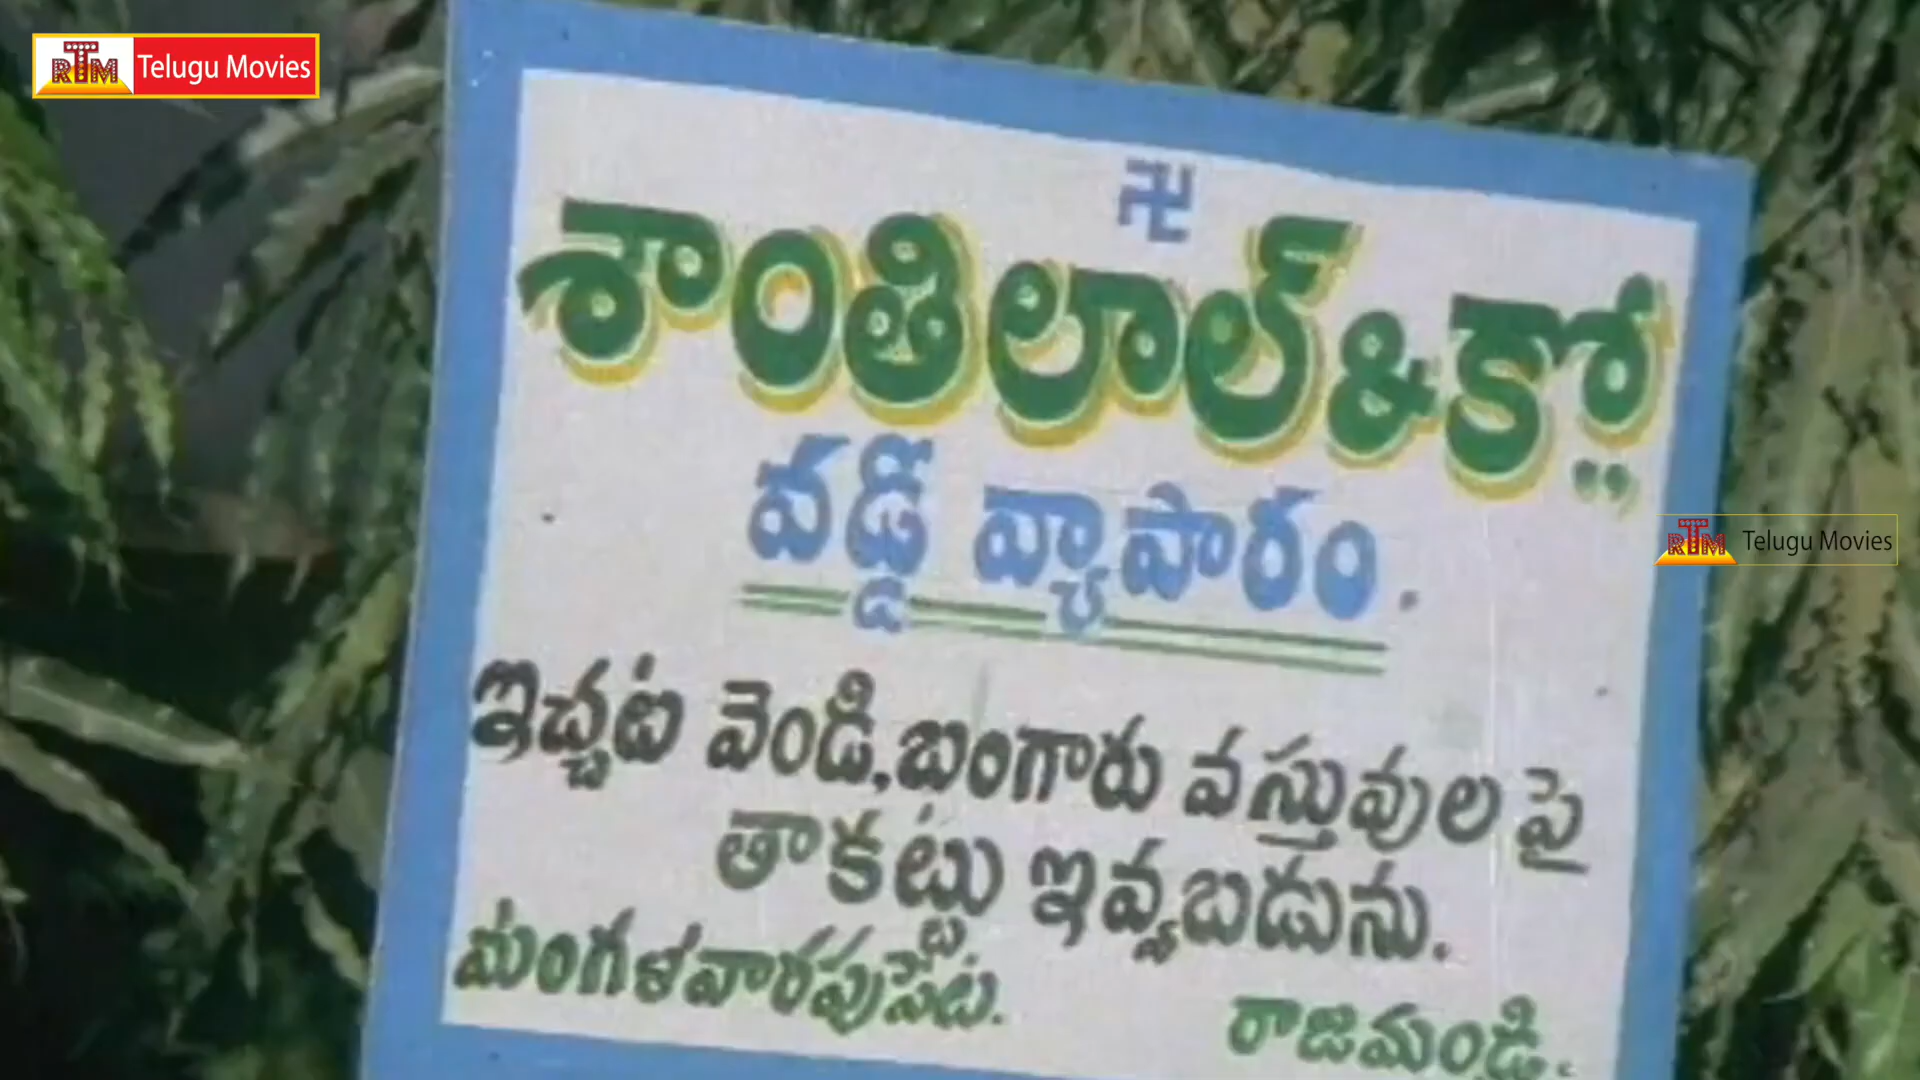 RTM Telugu Movies
శాంతిలాల్ & కో..
వడ్డి వ్యాపారం.
ఇచ్చట వెండి, బంగారు వస్తువుల పై
తాకట్టు ఇవ్వబడును.
మంగళవారపుపేట. రాజమండ్రి.
RTM Telugu Movies